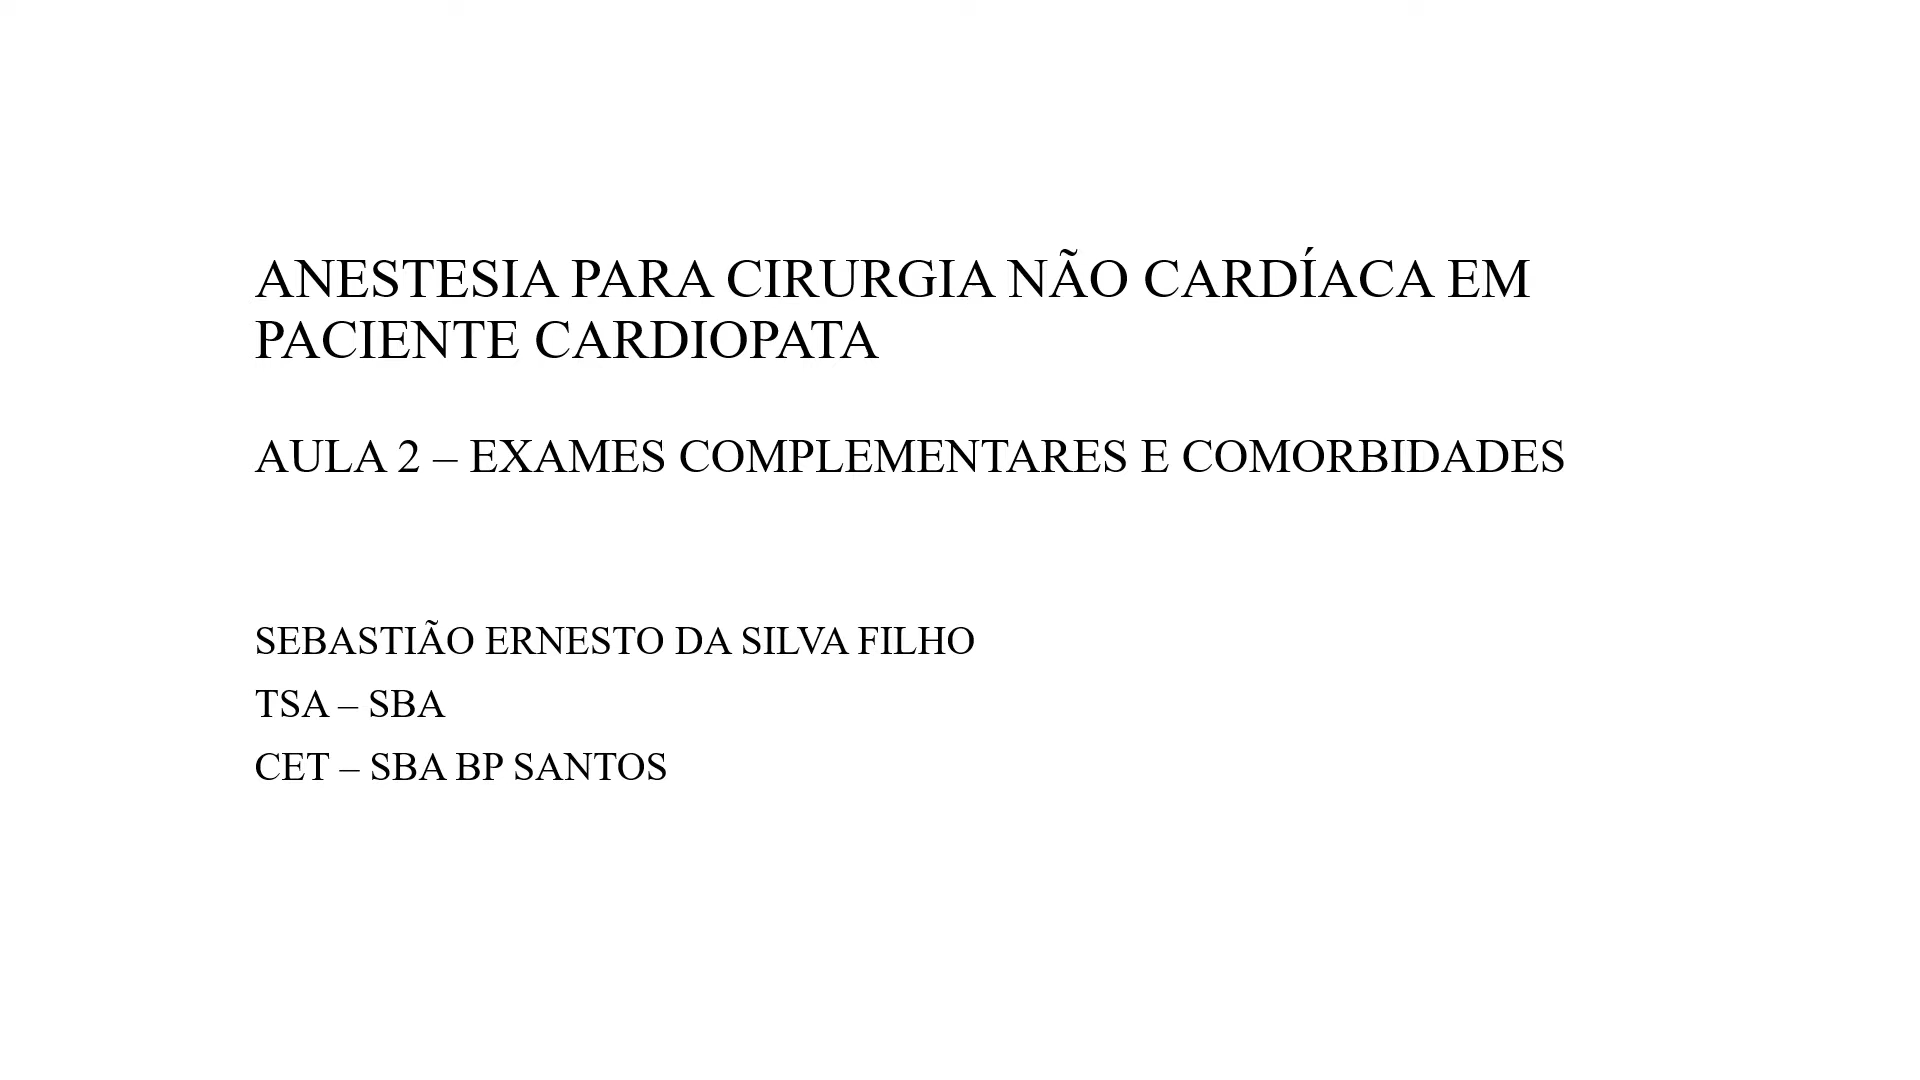 ANESTESIA PARA CIRURGIA NÃO CARDÍACA EM
PACIENTE CARDIOPATA
AULA 2 – EXAMES COMPLEMENTARES E COMORBIDADES
SEBASTIÃO ERNESTO DA SILVA FILHO
TSA – SBA
CET – SBA BP SANTOS